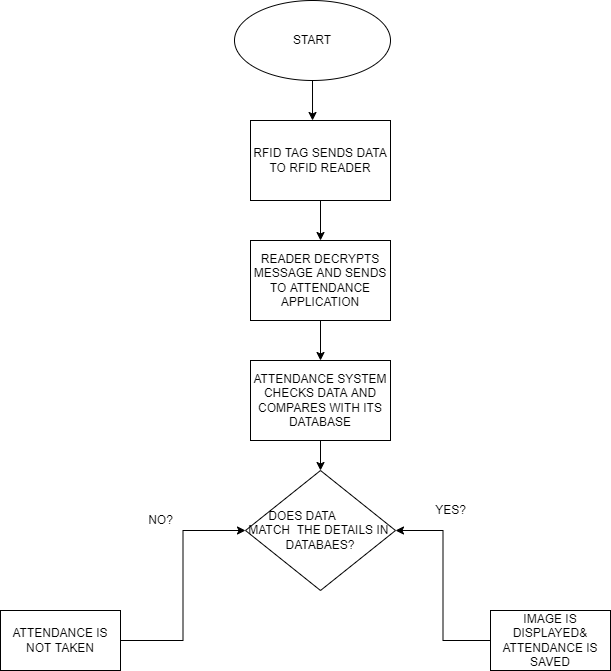 START
RFID TAG SENDS DATA
TO RFID READER
READER DECRYPTS
MESSAGE AND SENDS
TO ATTENDANCE
APPLICATION
ATTENDANCE SYSTEM
CHECKS DATA AND
COMPARES WITH ITS
DATABASE
NO?
YES?
DOES DATA
MATCH  THE DETAILS IN
DATABAES?
ATTENDANCE IS
NOT TAKEN
IMAGE IS
DISPLAYED&
ATTENDANCE IS
SAVED